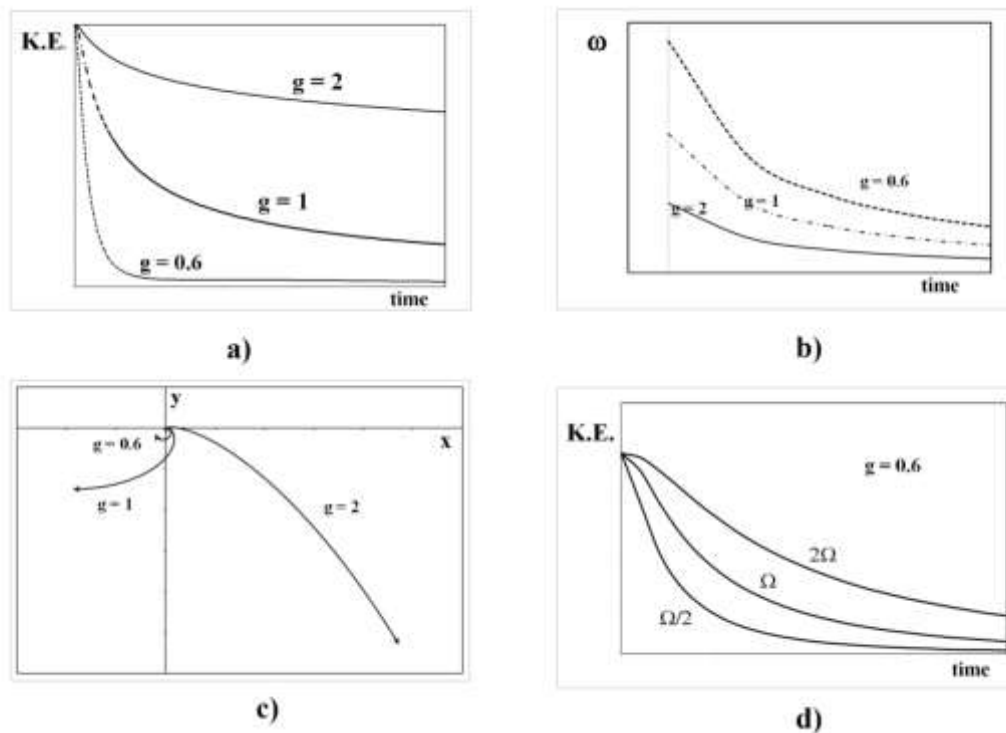 K.E.
g = 2
g = 1
g = 0.6
time
a)
ω
g = 0.6
g = 1
g = 2
time
b)
y
x
g = 0.6
g = 1
g = 2
c)
K.E.
g = 0.6
2Ω
Ω
Ω/2
time
d)